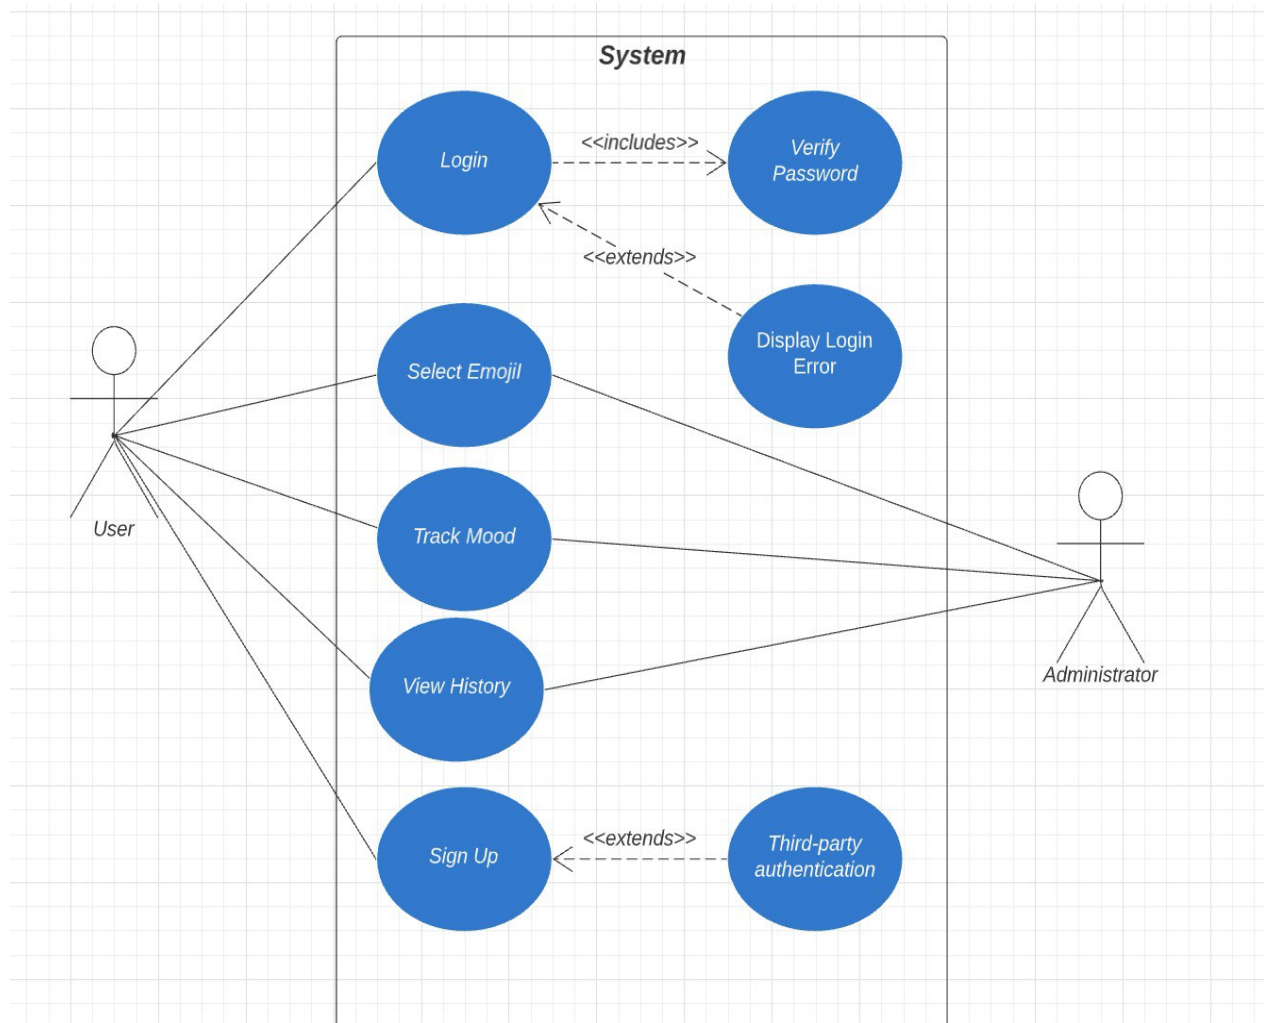 System
Login
<<includes>>
Verify
Password
<<extends>>
Display Login
Error
Select Emojil
Track Mood
User
View History
Administrator
Sign Up
<<extends>>
Third-party
authentication